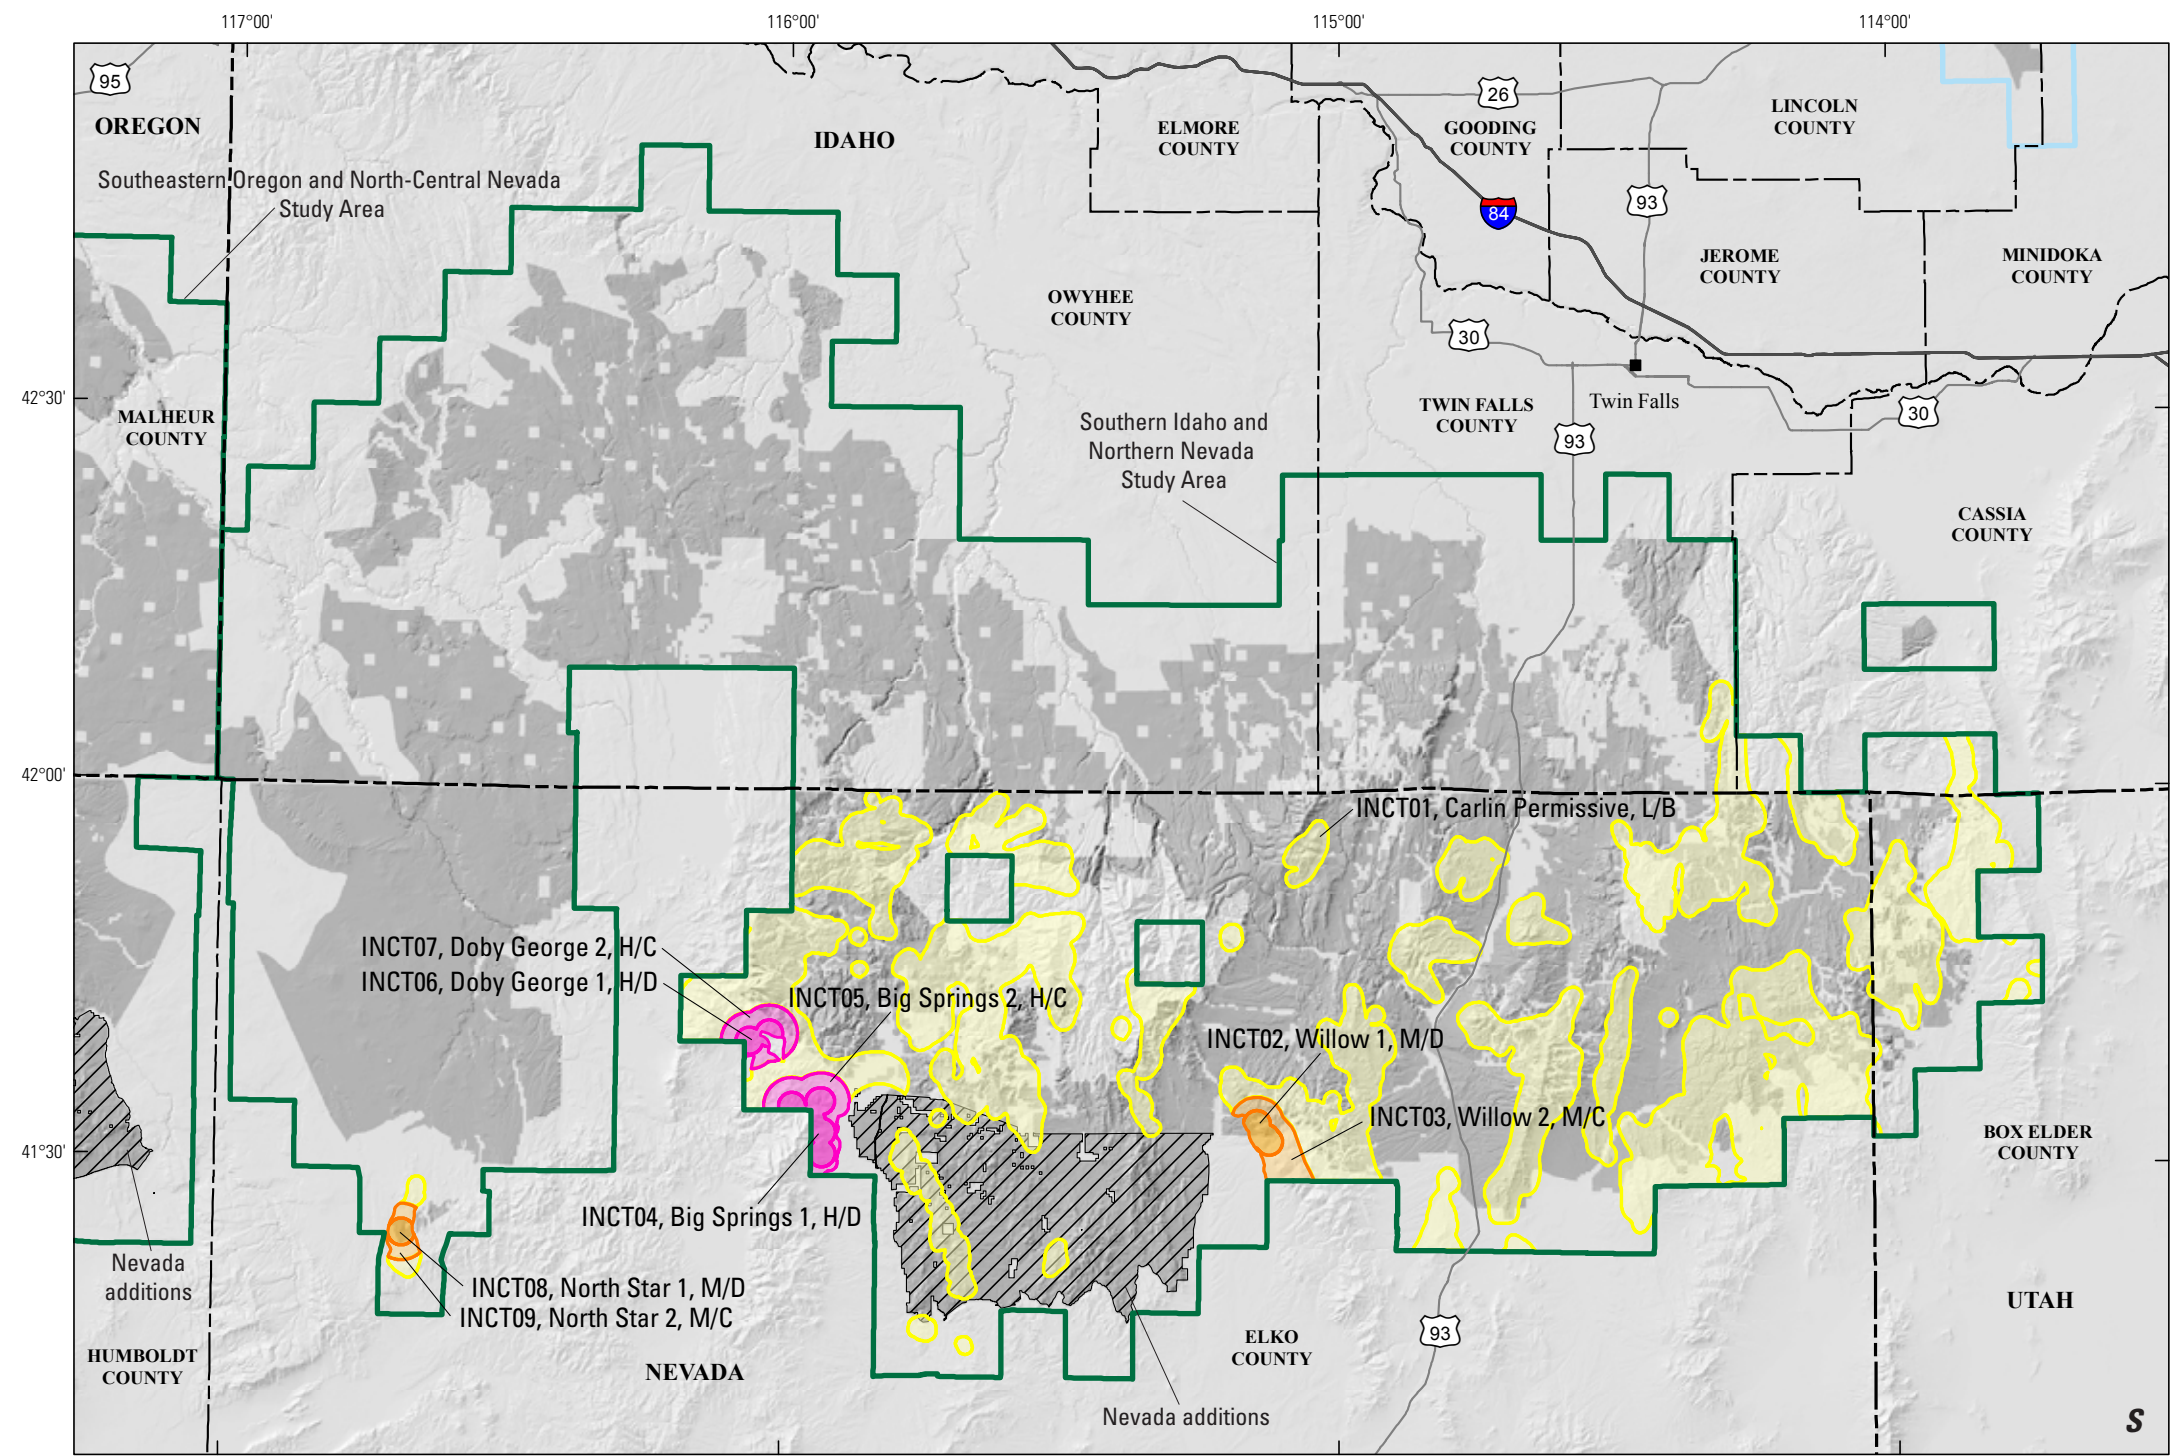 117°00'
116°00'
115°00'
114°00'
95
OREGON
IDAHO
ELMORE
COUNTY
26
GOODING
COUNTY
LINCOLN
COUNTY
Southeastern Oregon and North-Central Nevada
Study Area
84
93
JEROME
COUNTY
MINIDOKA
COUNTY
OWYHEE
COUNTY
30
42°30'
MALHEUR
COUNTY
Southern Idaho and
Northern Nevada
Study Area
TWIN FALLS
COUNTY
Twin Falls
30
93
CASSIA
COUNTY
42°00'
INCT01, Carlin Permissive, L/B
INCT07, Doby George 2, H/C
INCT06, Doby George 1, H/D
INCT05, Big Springs 2, H/C
INCT02, Willow 1, M/D
INCT03, Willow 2, M/C
41°30'
BOX ELDER
COUNTY
INCT04, Big Springs 1, H/D
Nevada
additions
INCT08, North Star 1, M/D
INCT09, North Star 2, M/C
UTAH
93
ELKO
COUNTY
HUMBOLDT
COUNTY
NEVADA
Nevada additions
S